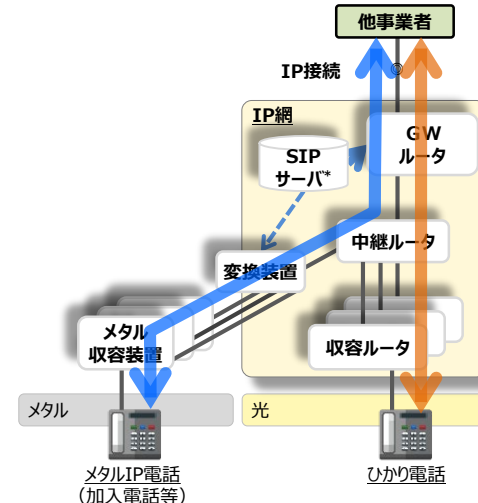 他事業者
IP接続
IP網
GW
ルータ
SIP
サーバ*
中継ルータ
変換装置
メタル
収容装置
収容ルータ
メタル
光
メタルIP電話
（加入電話等）
ひかり電話